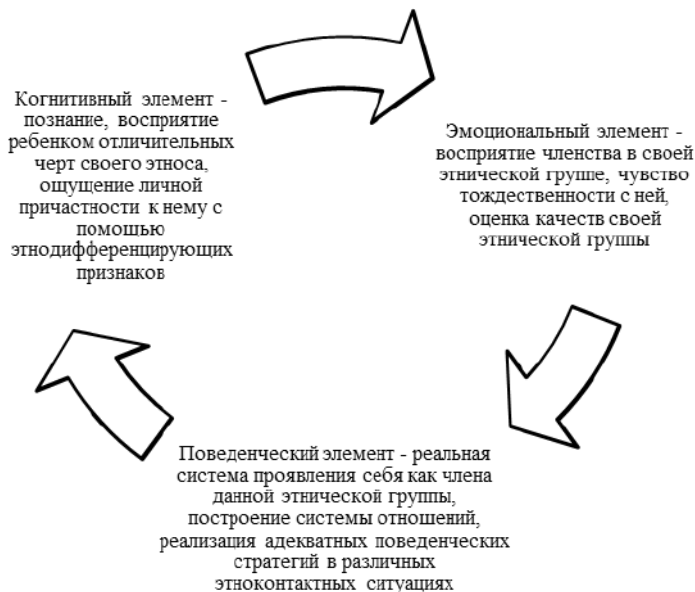 Когнитивный элемент -
познание, восприятие
ребенком отличительных
черт своего этноса,
ощущение личной
причастности к нему с
помощью
этнодифференцирующих
признаков
Эмоциональный элемент -
восприятие членства в своей
этнической группе, чувство
тождественности с ней,
оценка качеств своей
этнической группы
Поведенческий элемент - реальная
система проявления себя как члена
данной этнической группы,
построение системы отношений,
реализация адекватных поведенческих
стратегий в различных
этноконтактных ситуациях